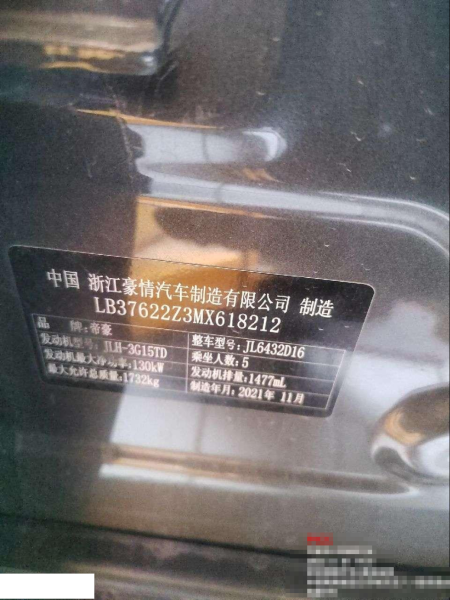 中国 浙江豪情汽车制造有限公司 制造
LB37622Z3MX618212
品 牌:帝豪
发动机型号: JLH-3G15TD 整车型号: JL6432D16
发动机最大净功率:130kW 乘坐人数:5
最大允许总质量:1732kg 发动机排量:1477mL
制造年月:2021年 11月